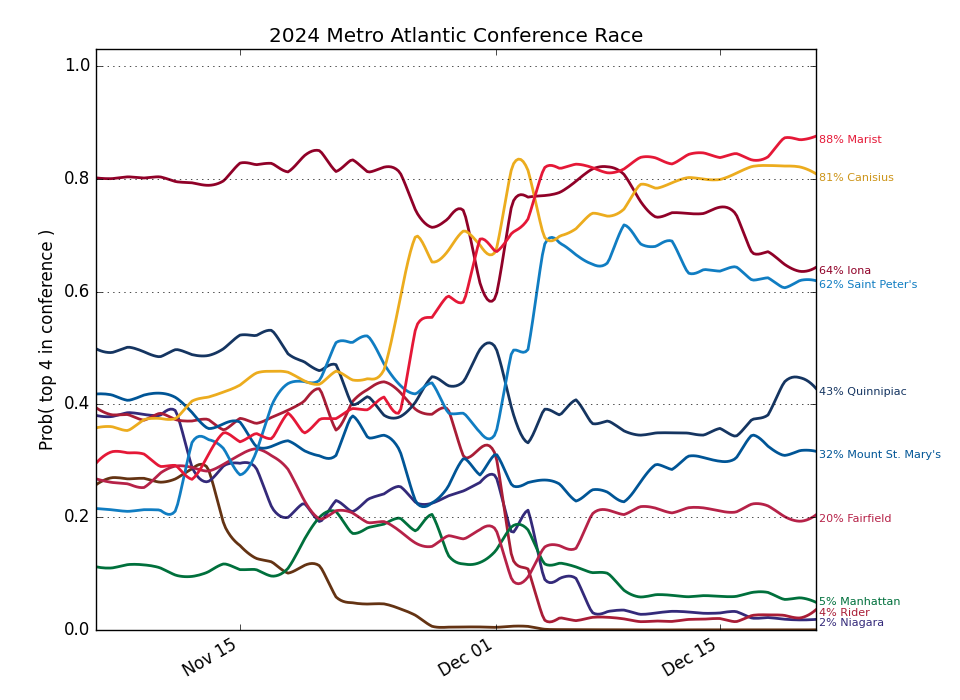 2024 Metro Atlantic Conference Race
1.0
0.8
0.6
0.4
0.2
0.0
Prob( top 4 in conference )
Nov 15
Dec 01
Dec 15
88% Marist
81% Canisius
64% Iona
62% Saint Peter's
43% Quinnipiac
32% Mount St. Mary's
20% Fairfield
5% Manhattan
4% Rider
2% Niagara